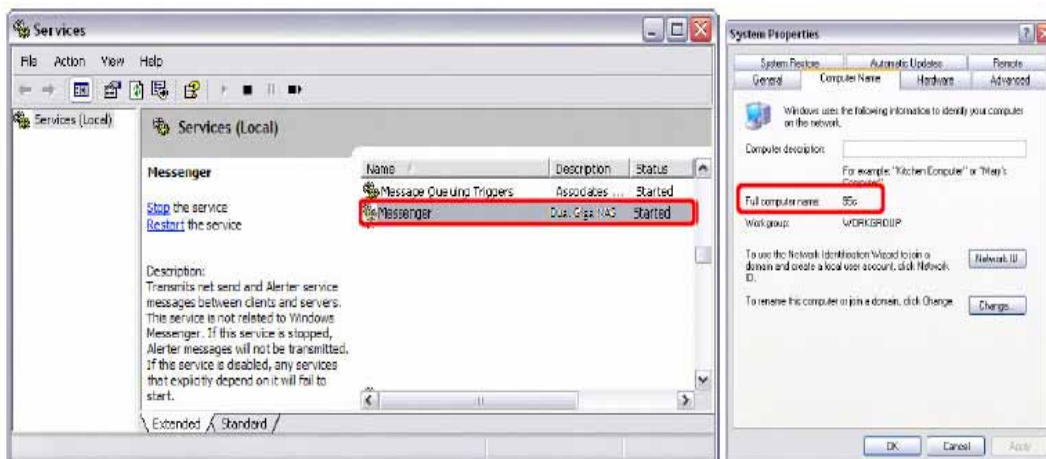 Services
File Action View Help
Services (Local)
Services (Local)
Messenger
Stop the service
Restart the service
Description:
Transmits net send and Alerter service
messages between clients and servers.
This service is not related to Windows
Messenger. If this service is stopped,
Alerter messages will not be transmitted.
If this service is disabled, any services
that explicitly depend on it will fail to
start.
Name Description Status
Message Queuing Triggers Associates ... Started
Messenger Dual Giga NAS Started
Extended Standard
System Properties
System Restore Automatic Updates Remote
General Computer Name Hardware Advanced
Windows uses the following information to identify your computer
on the network.
Computer description:
For example: "Kitchen Computer" or "Mary's
Computer".
Full computer name:
Workgroup: WORKGROUP
To use the Network Identification Wizard to join a
domain and create a local user account, click Network
ID.
Network ID
To rename this computer or join a domain, click Change.
Change...
OK Cancel Apply